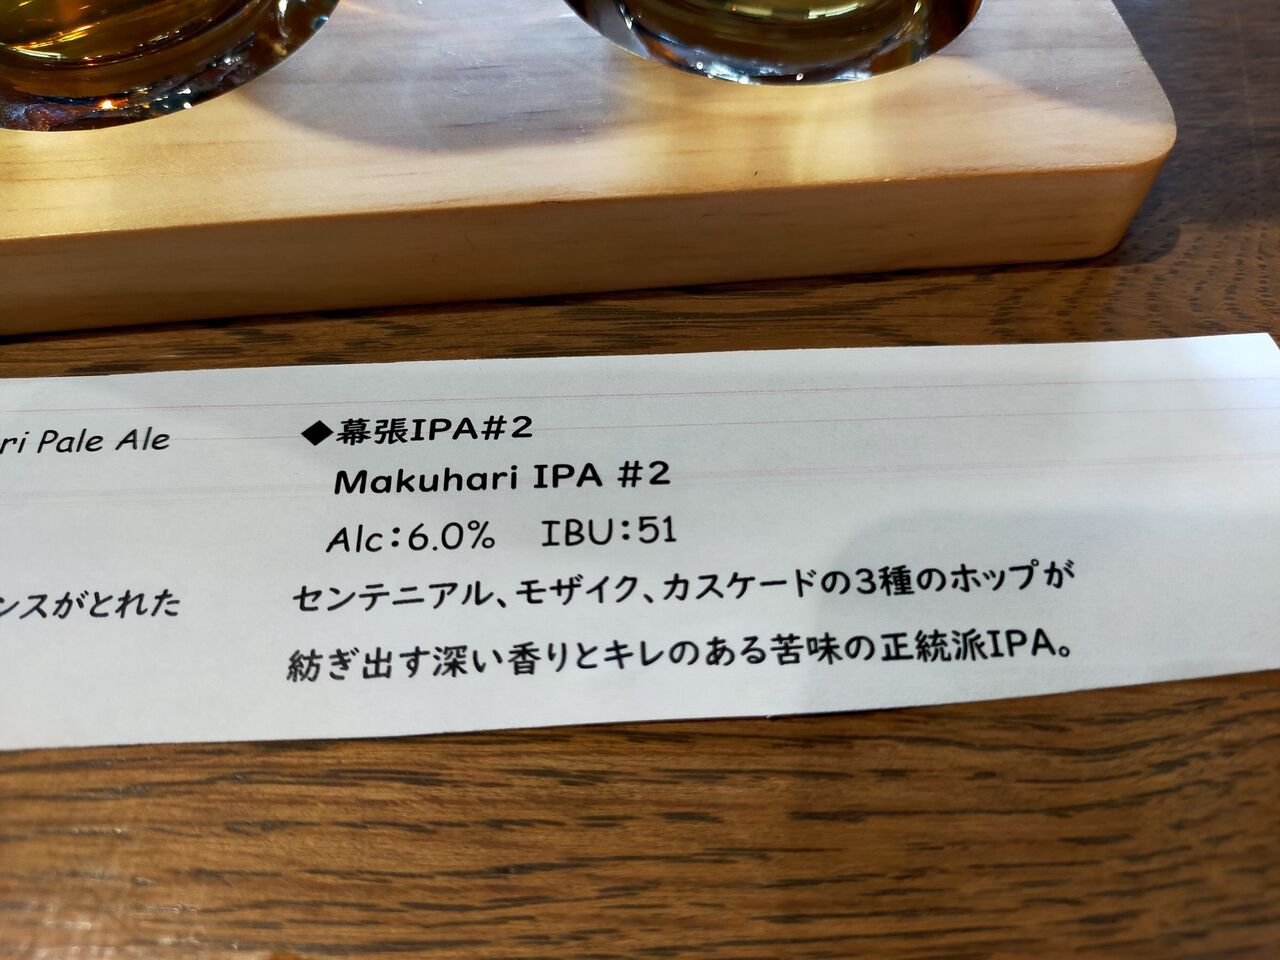 ri Pale Ale
ンスがとれた
◆幕張IPA#2
Makuhari IPA #2
Alc:6.0% IBU:51
センテニアル、モザイク、カスケードの3種のホップが
紡ぎ出す深い香りとキレのある苦味の正統派IPA。